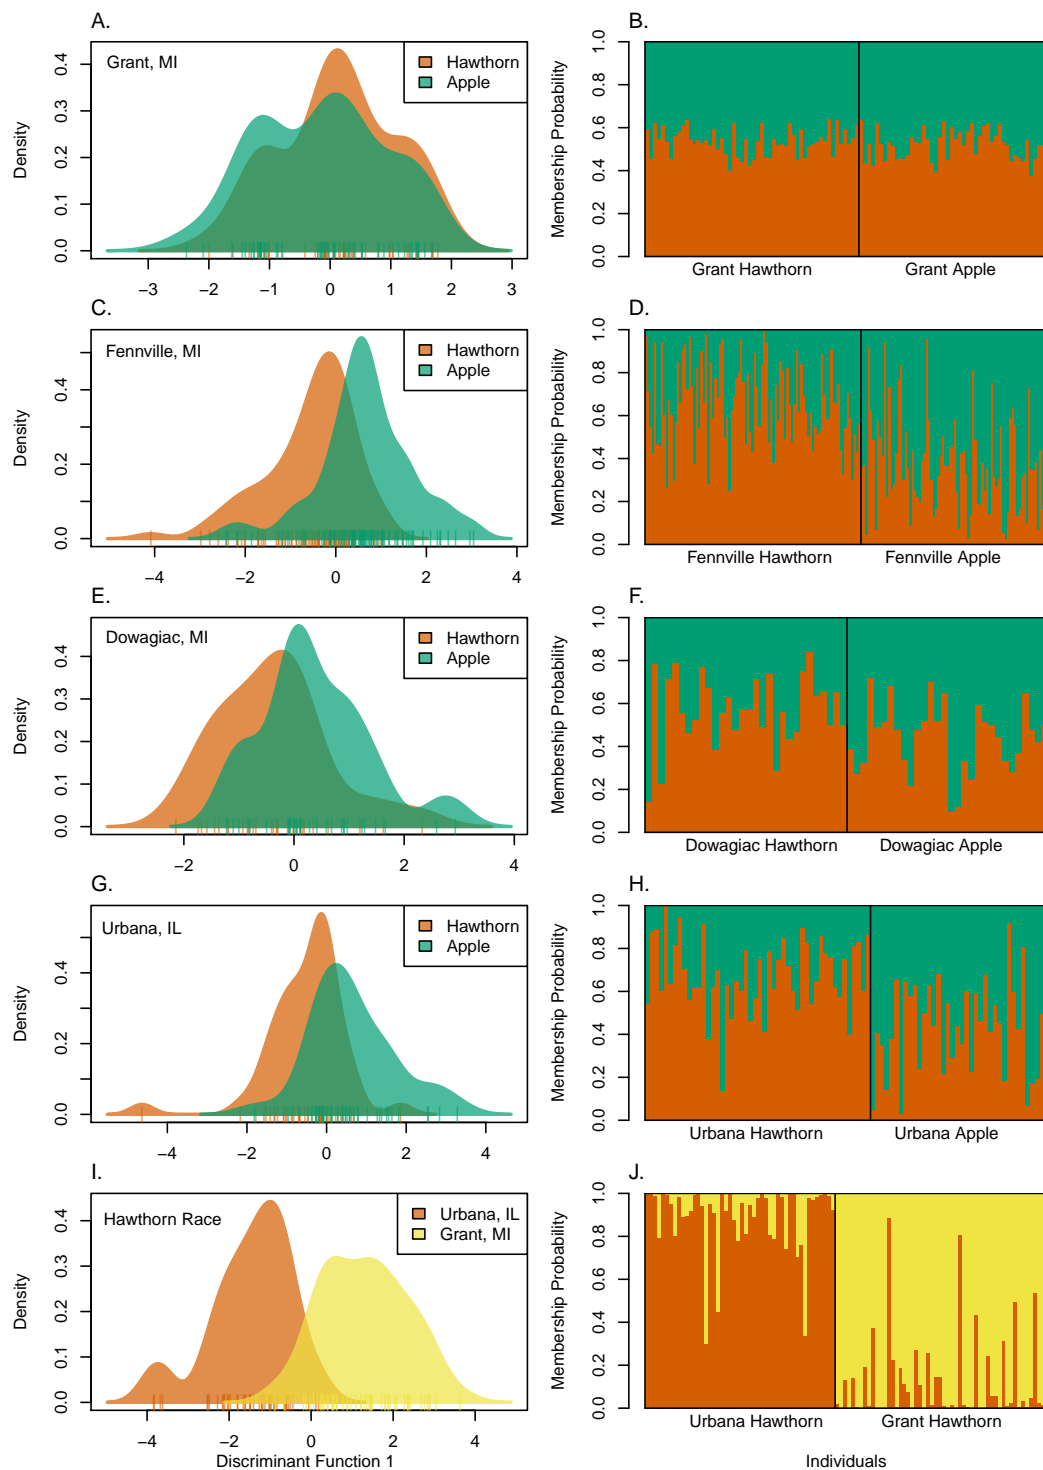 A.
Grant, MI
Hawthorn
Apple
Density
0.0 0.1 0.2 0.3 0.4
−3 −2 −1 0 1 2 3
B.
Membership Probability
0.0 0.2 0.4 0.6 0.8 1.0
Grant Hawthorn Grant Apple
C.
Fennville, MI
Hawthorn
Apple
Density
0.0 0.2 0.4
−4 −2 0 2 4
D.
Membership Probability
0.0 0.2 0.4 0.6 0.8 1.0
Fennville Hawthorn Fennville Apple
E.
Dowagiac, MI
Hawthorn
Apple
Density
0.0 0.1 0.2 0.3 0.4
−2 0 2 4
F.
Membership Probability
0.0 0.2 0.4 0.6 0.8 1.0
Dowagiac Hawthorn Dowagiac Apple
G.
Urbana, IL
Hawthorn
Apple
Density
0.0 0.2 0.4
−4 −2 0 2 4
H.
Membership Probability
0.0 0.2 0.4 0.6 0.8 1.0
Urbana Hawthorn Urbana Apple
I.
Hawthorn Race
Urbana, IL
Grant, MI
Density
0.0 0.1 0.2 0.3 0.4
−4 −2 0 2 4
Discriminant Function 1
J.
Membership Probability
0.0 0.2 0.4 0.6 0.8 1.0
Urbana Hawthorn Grant Hawthorn
Individuals